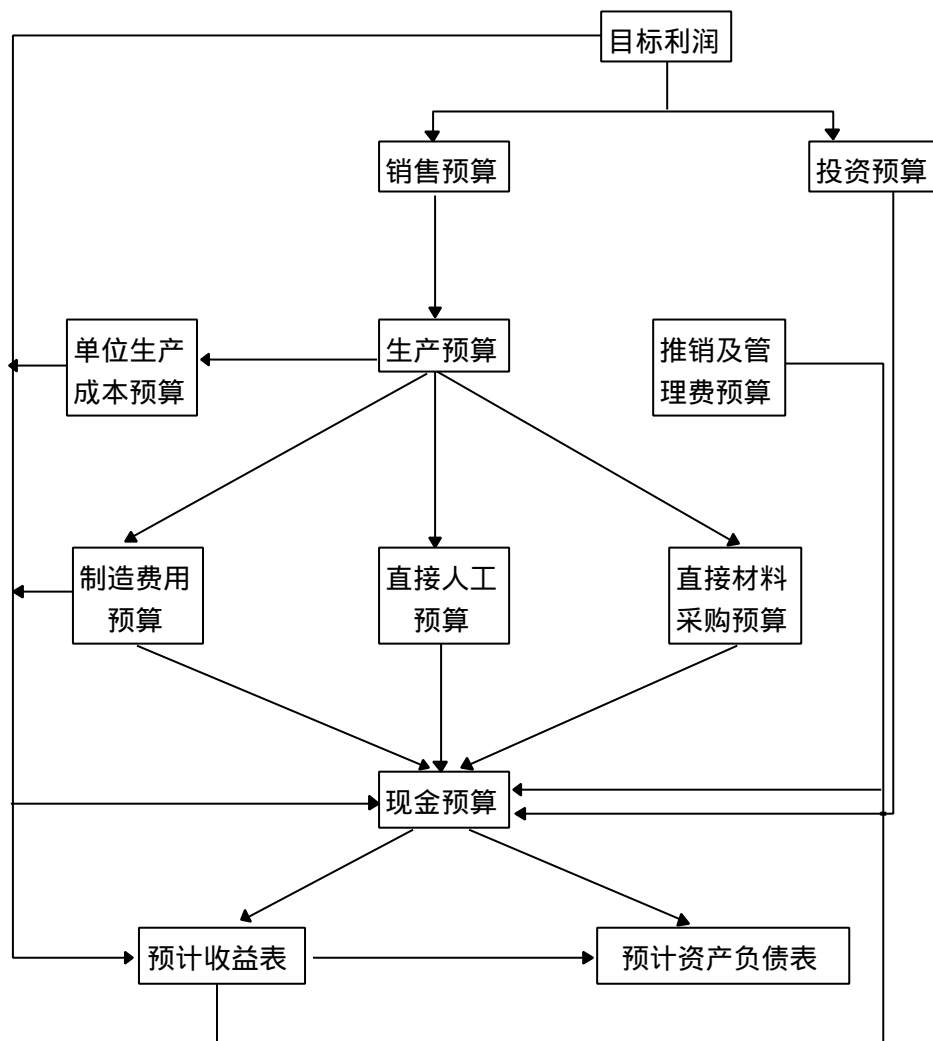 目标利润
销售预算
投资预算
单位生产
成本预算
生产预算
推销及管
理费预算
制造费用
预算
直接人工
预算
直接材料
采购预算
现金预算
预计收益表
预计资产负债表